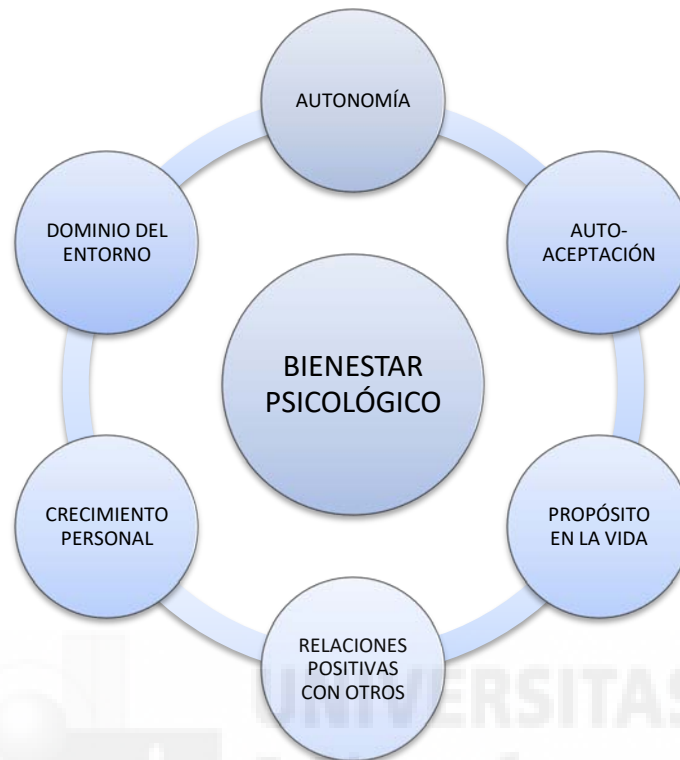 AUTONOMÍA
AUTO-
ACEPTACIÓN
PROPÓSITO
EN LA VIDA
RELACIONES
POSITIVAS
CON OTROS
CRECIMIENTO
PERSONAL
DOMINIO DEL
ENTORNO
BIENESTAR
PSICOLÓGICO
UNIVERSITAS